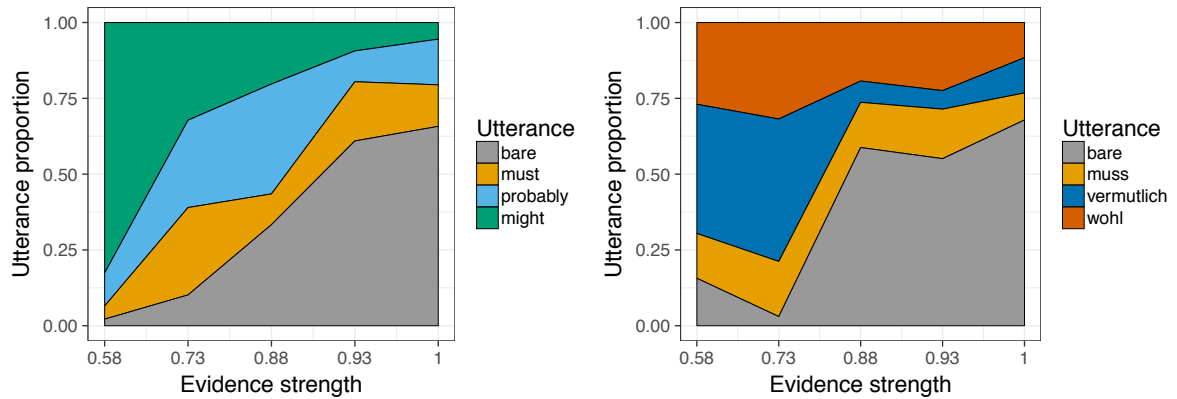 Utterance proportion
1.00
0.75
0.50
0.25
0.00
0.58 0.73 0.88 0.93 1
Evidence strength
Utterance
bare
must
probably
might
Utterance proportion
1.00
0.75
0.50
0.25
0.00
0.58 0.73 0.88 0.93 1
Evidence strength
Utterance
bare
muss
vermutlich
wohl